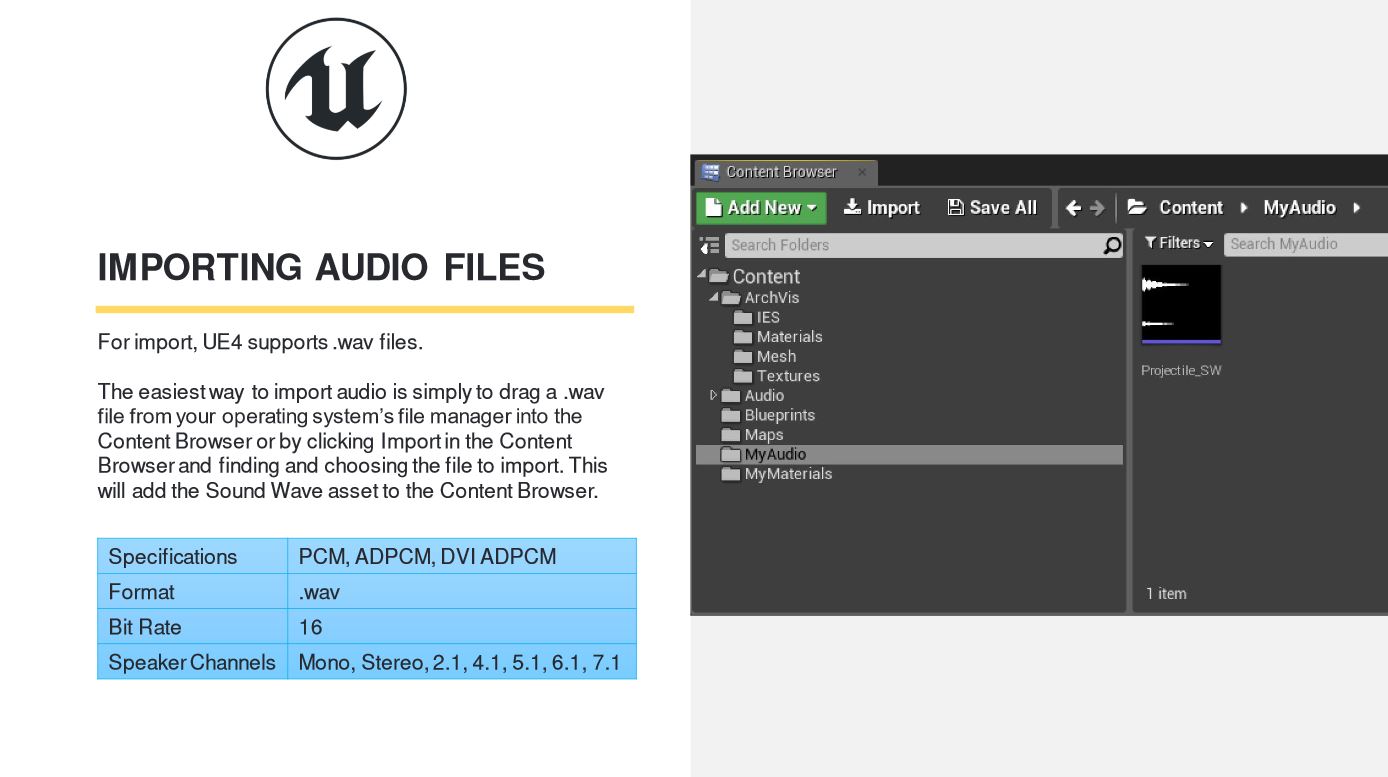 IMPORTING AUDIO FILES
For import, UE4 supports .wav files.
The easiest way to import audio is simply to drag a .wav
file from your operating system's file manager into the
Content Browser or by clicking Import in the Content
Browser and finding and choosing the file to import. This
will add the Sound Wave asset to the Content Browser.
Specifications PCM, ADPCM, DVI ADPCM
Format .wav
Bit Rate 16
Speaker Channels Mono, Stereo, 2.1, 4.1, 5.1, 6.1, 7.1
Content Browser
Add New Import Save All Content MyAudio
Search Folders
Content
ArchVis
IES
Materials
Mesh
Textures
Audio
Blueprints
Maps
MyAudio
MyMaterials
Filters Search MyAudio
Projectile_SW
1 item